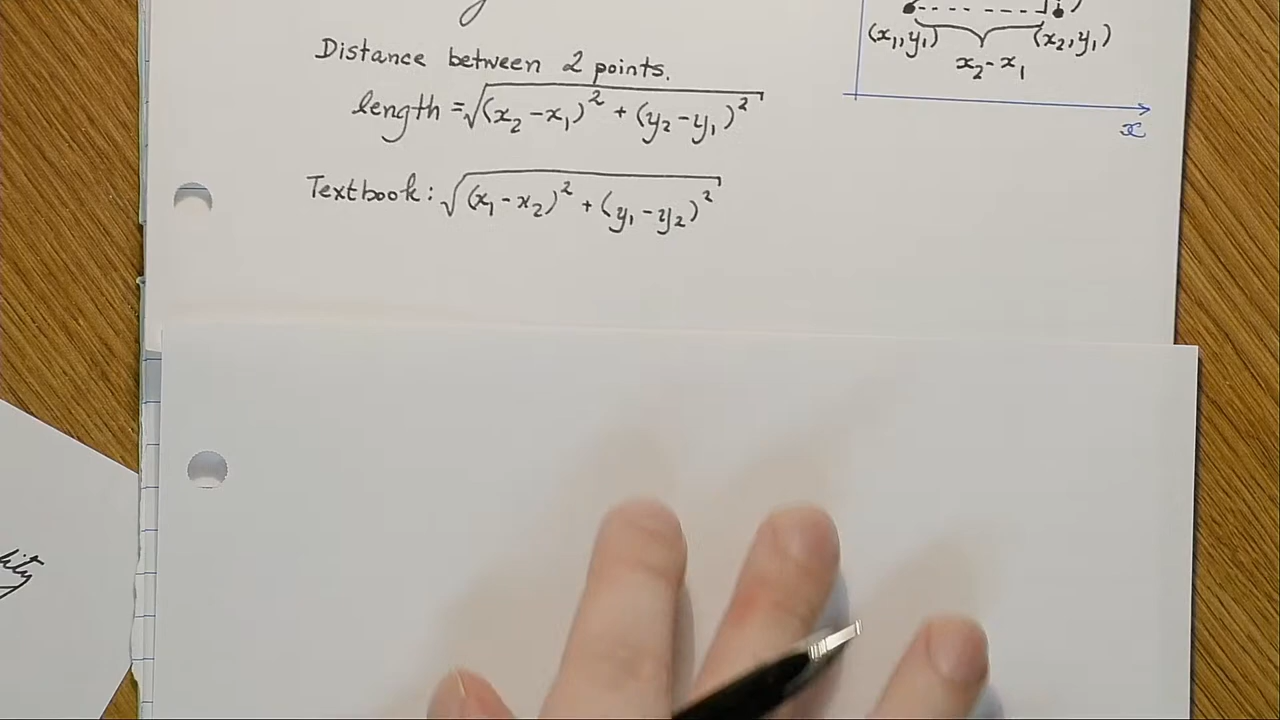 Distance between 2 points.
length = √(x₂ - x₁)² + (y₂ - y₁)²
Textbook: √(x₁ - x₂)² + (y₁ - y₂)²
(x₁, y₁)
(x₂, y₁)
x₂ - x₁
x